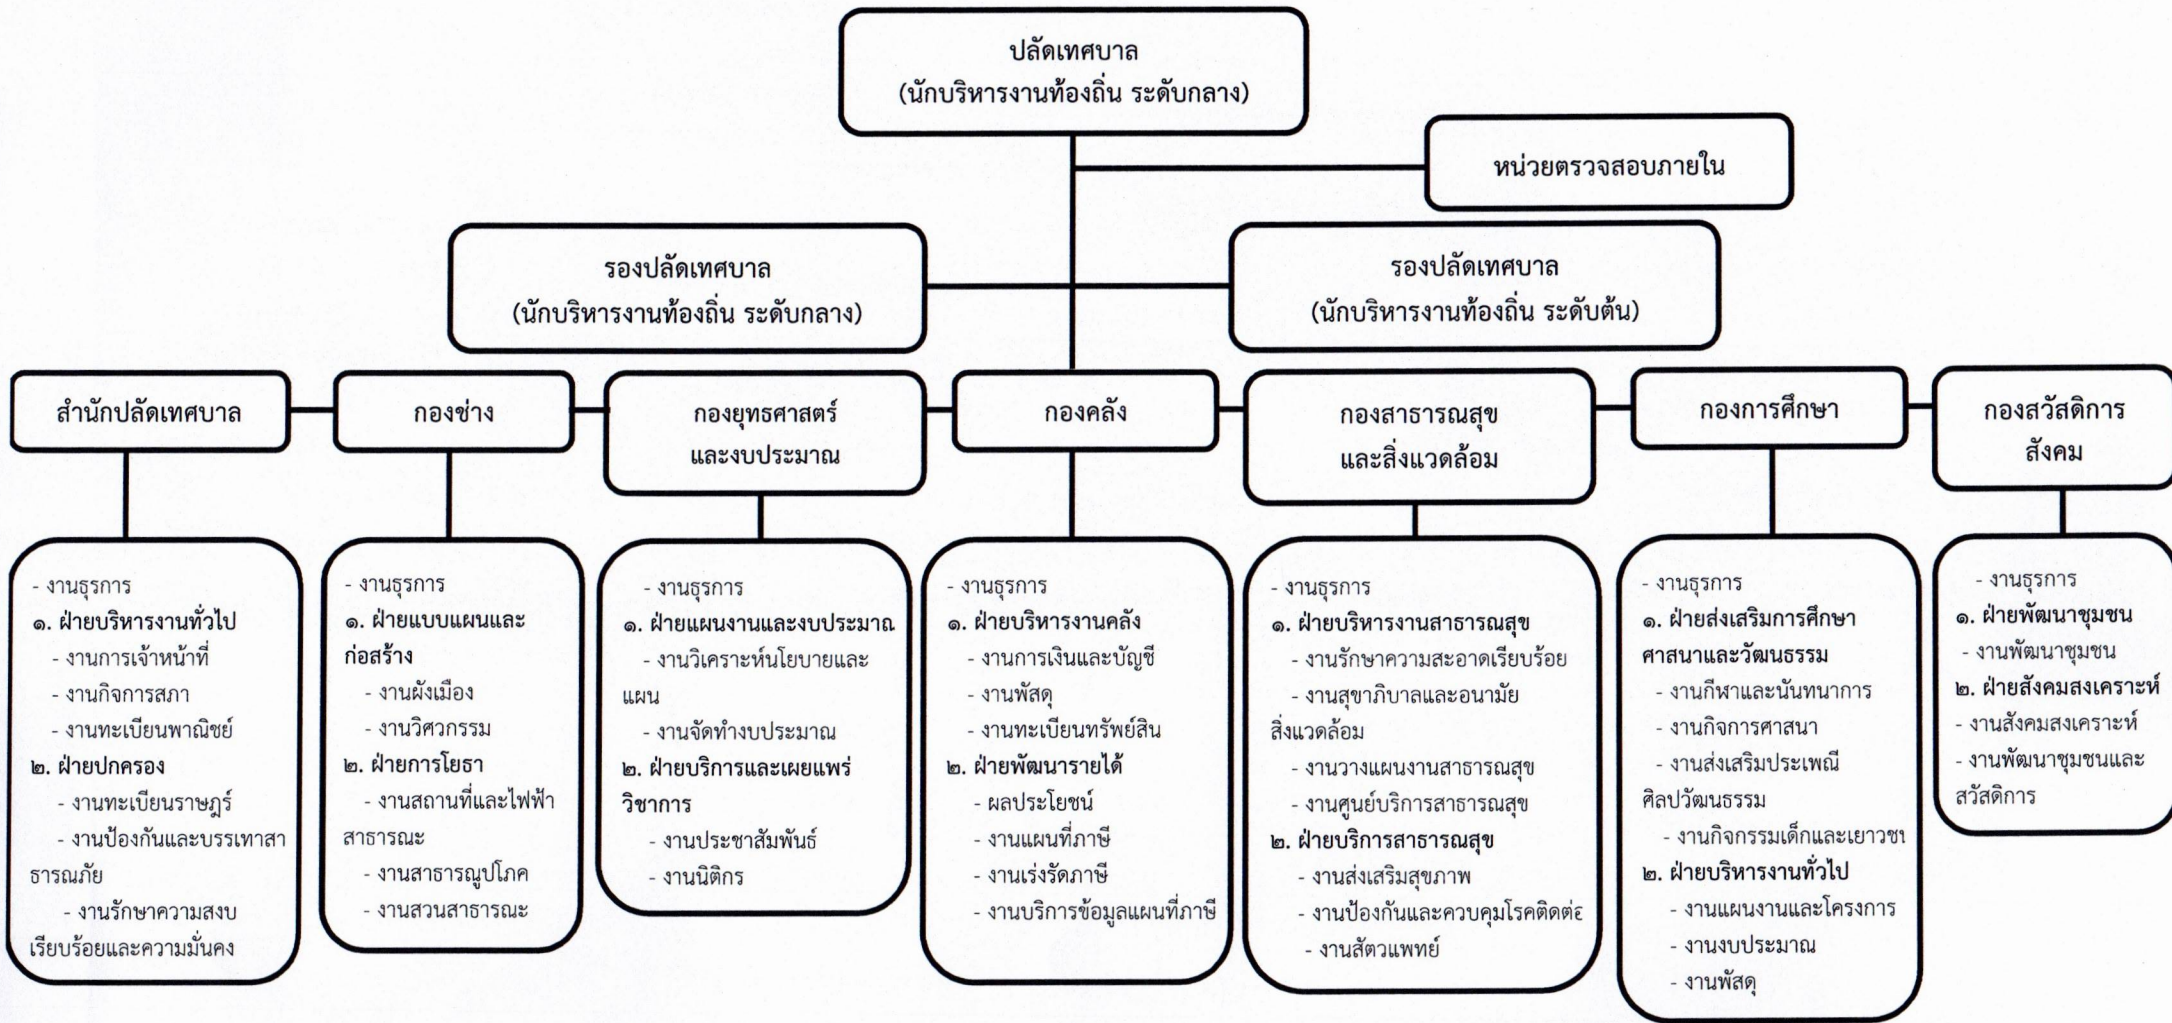 ปลัดเทศบาล
(นักบริหารงานท้องถิ่น ระดับกลาง)
หน่วยตรวจสอบภายใน
รองปลัดเทศบาล
(นักบริหารงานท้องถิ่น ระดับกลาง)
รองปลัดเทศบาล
(นักบริหารงานท้องถิ่น ระดับต้น)
สำนักปลัดเทศบาล
กองช่าง
กองยุทธศาสตร์
และงบประมาณ
กองคลัง
กองสาธารณสุข
และสิ่งแวดล้อม
กองการศึกษา
กองสวัสดิการ
สังคม
- งานธุรการ
๑. ฝ่ายบริหารงานทั่วไป
- งานการเจ้าหน้าที่
- งานกิจการสภา
- งานทะเบียนพาณิชย์
๒. ฝ่ายปกครอง
- งานทะเบียนราษฎร์
- งานป้องกันและบรรเทาสา
ธารณภัย
- งานรักษาความสงบ
เรียบร้อยและความมั่นคง
- งานธุรการ
๑. ฝ่ายแบบแผนและ
ก่อสร้าง
- งานผังเมือง
- งานวิศวกรรม
๒. ฝ่ายการโยธา
- งานสถานที่และไฟฟ้า
สาธารณะ
- งานสาธารณูปโภค
- งานสวนสาธารณะ
- งานธุรการ
๑. ฝ่ายแผนงานและงบประมาณ
- งานวิเคราะห์นโยบายและ
แผน
- งานจัดทำงบประมาณ
๒. ฝ่ายบริการและเผยแพร่
วิชาการ
- งานประชาสัมพันธ์
- งานนิติกร
- งานธุรการ
๑. ฝ่ายบริหารงานคลัง
- งานการเงินและบัญชี
- งานพัสดุ
- งานทะเบียนทรัพย์สิน
๒. ฝ่ายพัฒนารายได้
- ผลประโยชน์
- งานแผนที่ภาษี
- งานเร่งรัดภาษี
- งานบริการข้อมูลแผนที่ภาษี
- งานธุรการ
๑. ฝ่ายบริหารงานสาธารณสุข
- งานรักษาความสะอาดเรียบร้อย
- งานสุขาภิบาลและอนามัย
สิ่งแวดล้อม
- งานวางแผนงานสาธารณสุข
- งานศูนย์บริการสาธารณสุข
๒. ฝ่ายบริการสาธารณสุข
- งานส่งเสริมสุขภาพ
- งานป้องกันและควบคุมโรคติดต่อ
- งานสัตวแพทย์
- งานธุรการ
๑. ฝ่ายส่งเสริมการศึกษา
ศาสนาและวัฒนธรรม
- งานกีฬาและนันทนาการ
- งานกิจการศาสนา
- งานส่งเสริมประเพณี
ศิลปวัฒนธรรม
- งานกิจกรรมเด็กและเยาวชน
๒. ฝ่ายบริหารงานทั่วไป
- งานแผนงานและโครงการ
- งานงบประมาณ
- งานพัสดุ
- งานธุรการ
๑. ฝ่ายพัฒนาชุมชน
- งานพัฒนาชุมชน
๒. ฝ่ายสังคมสงเคราะห์
- งานสังคมสงเคราะห์
- งานพัฒนาชุมชนและ
สวัสดิการ